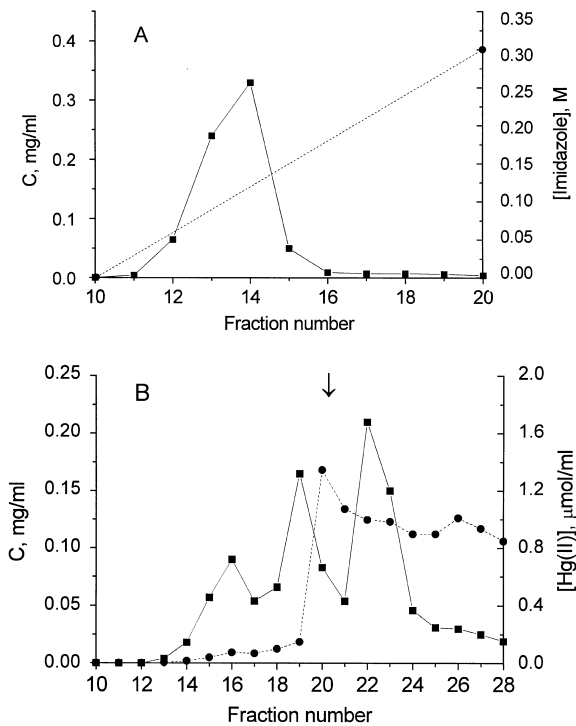 A
0.4
0.3
0.2
0.1
0.0
C, mg/ml
0.35
0.30
0.25
0.20
0.15
0.10
0.05
0.00
[Imidazole], M
10 12 14 16 18 20
Fraction number
B
0.25
0.20
0.15
0.10
0.05
0.00
C, mg/ml
2.0
1.6
1.2
0.8
0.4
0.0
[Hg(II)], μmol/ml
10 12 14 16 18 20 22 24 26 28
Fraction number